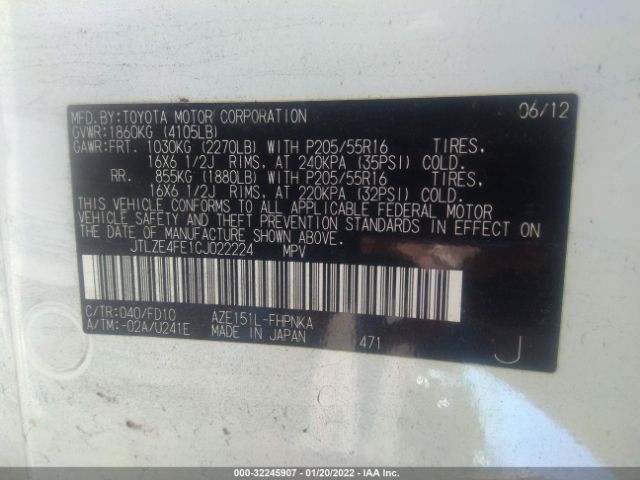 MFD. BY: TOYOTA MOTOR CORPORATION 06/12
GVWR: 1860KG (4105LB)
GAWR: FRT. 1030KG (2270LB) WITH P205/55R16 TIRES,
16X6 1/2J RIMS, AT 240KPA (35PSI) COLD.
RR. 855KG (1880LB) WITH P205/55R16 TIRES,
16X6 1/2J RIMS, AT 220KPA (32PSI) COLD.
THIS VEHICLE CONFORMS TO ALL APPLICABLE FEDERAL MOTOR
VEHICLE SAFETY AND THEFT PREVENTION STANDARDS IN EFFECT ON
THE DATE OF MANUFACTURE SHOWN ABOVE.
JTLZE4FE1CJ022224 MPV
C/TR: 040/FD10 AZE151L-FHPNKA
A/TM: -02A/U241E MADE IN JAPAN 471 J
000-32245907 - 01/20/2022 - IAA Inc.